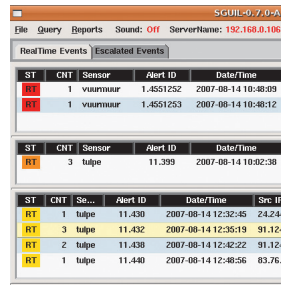 SGUIL-0.7.0-A
File Query Reports Sound: Off ServerName: 192.168.0.106
RealTime Events Escalated Events
ST CNT Sensor Alert ID Date/Time
RT 1 vuurmuur 1.4551252 2007-08-14 10:48:09
RT 1 vuurmuur 1.4551253 2007-08-14 10:48:12
ST CNT Sensor Alert ID Date/Time
RT 3 tulpe 11.399 2007-08-14 10:02:38
ST CNT Se... Alert ID Date/Time Src IP
RT 1 tulpe 11.430 2007-08-14 12:32:45 24.24
RT 3 tulpe 11.432 2007-08-14 12:35:19 91.124
RT 2 tulpe 11.438 2007-08-14 12:42:22 91.124
RT 1 tulpe 11.440 2007-08-14 12:48:56 83.76.